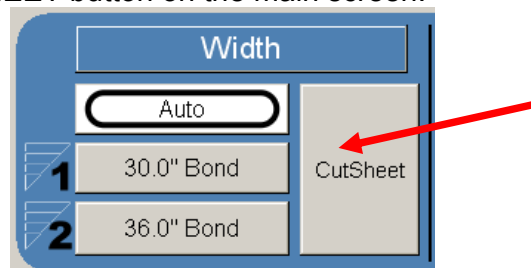 button on the main screen.
Width
Auto
1 30.0" Bond
CutSheet
2 36.0" Bond